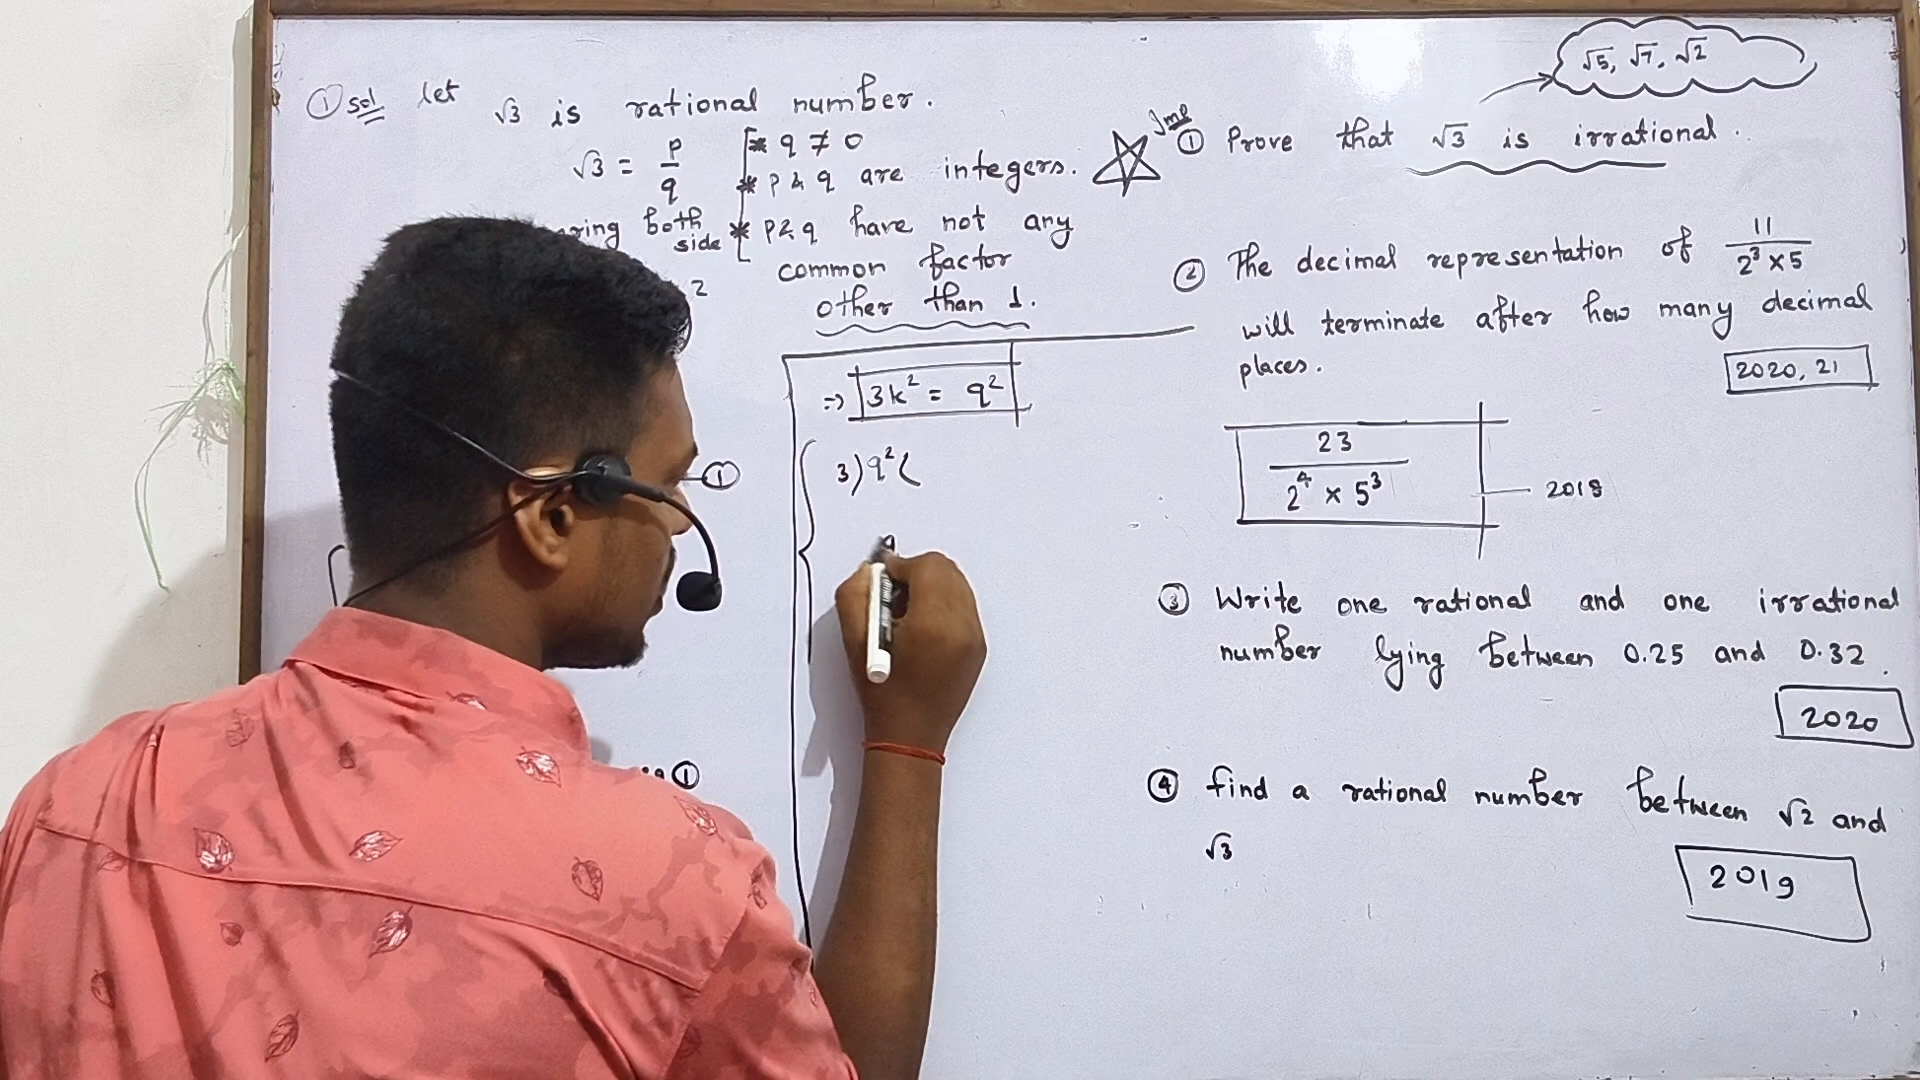 ① Sol let √3 is rational number.
√3 = p/q
* q ≠ 0
* p & q are integers.
both side
* p & q have not any
common factor
other than 1.
2
⇒ 3k² = q²
3)q²(
①
①
√5, √7, √2
Imp
① Prove that √3 is irrational.
② The decimal representation of 11/2³×5
will terminate after how many decimal
places.
2020, 21
23/2⁴ × 5³
2018
③ Write one rational and one irrational
number lying between 0.25 and 0.32.
2020
④ find a rational number between √2 and
√3
2019